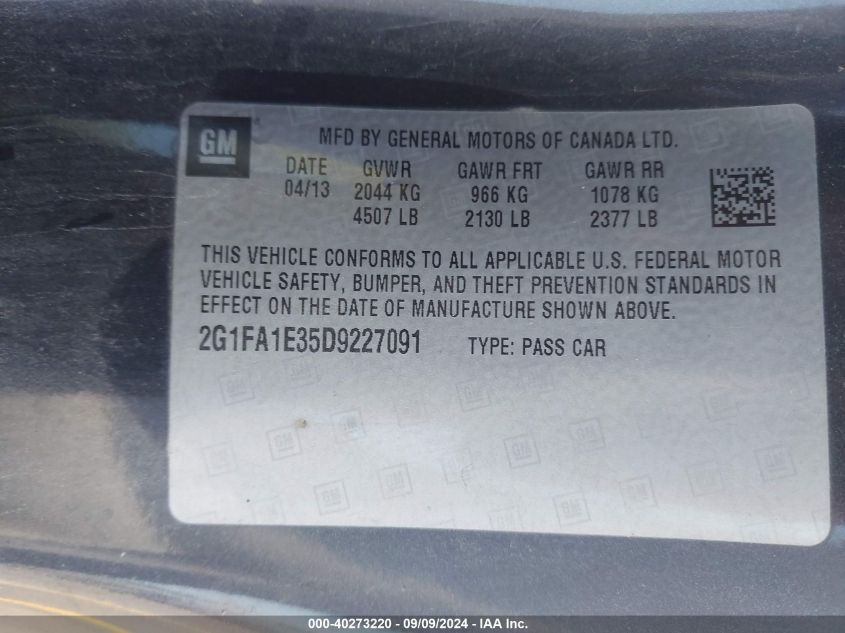 GM
MFD BY GENERAL MOTORS OF CANADA LTD.
DATE GVWR GAWR FRT GAWR RR
04/13 2044 KG 966 KG 1078 KG
4507 LB 2130 LB 2377 LB
THIS VEHICLE CONFORMS TO ALL APPLICABLE U.S. FEDERAL MOTOR
VEHICLE SAFETY, BUMPER, AND THEFT PREVENTION STANDARDS IN
EFFECT ON THE DATE OF MANUFACTURE SHOWN ABOVE.
2G1FA1E35D9227091 TYPE: PASS CAR
000-40273220 - 09/09/2024 - IAA Inc.